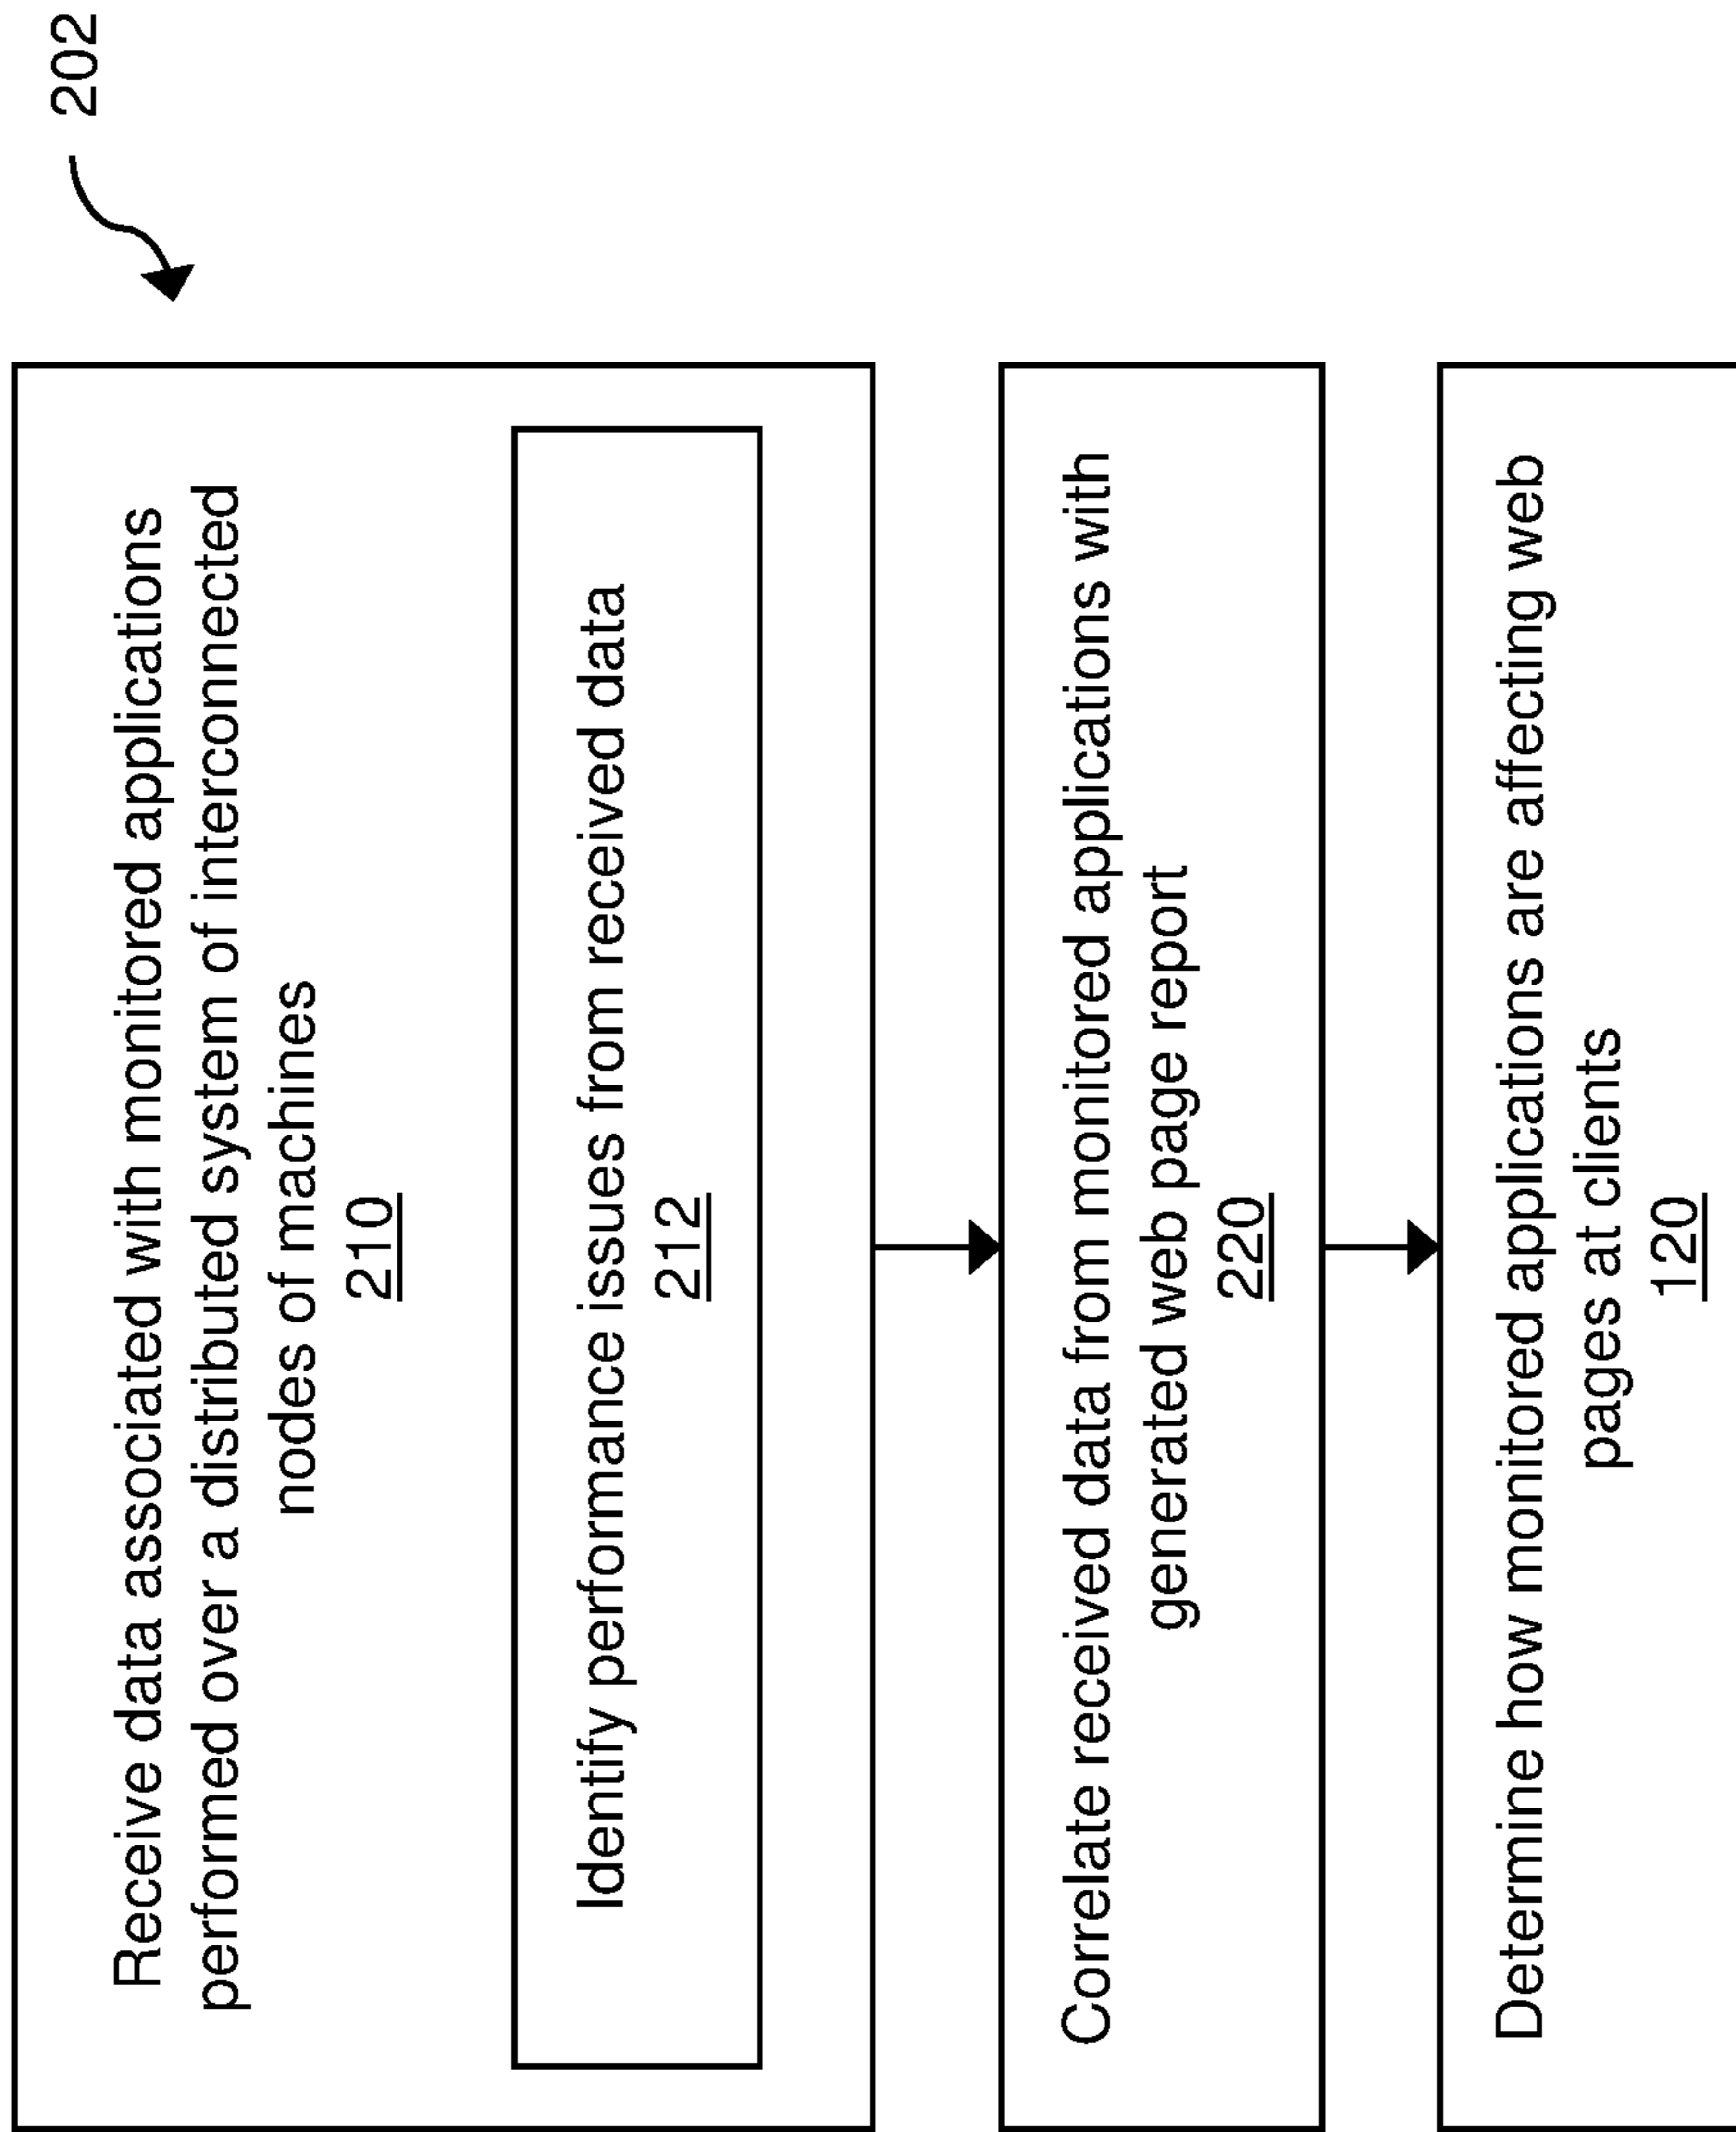 202
Receive data associated with monitored applications
performed over a distributed system of interconnected
nodes of machines
210
Identify performance issues from received data
212
Correlate received data from monitored applications with
generated web page report
220
Determine how monitored applications are affecting web
pages at clients
120